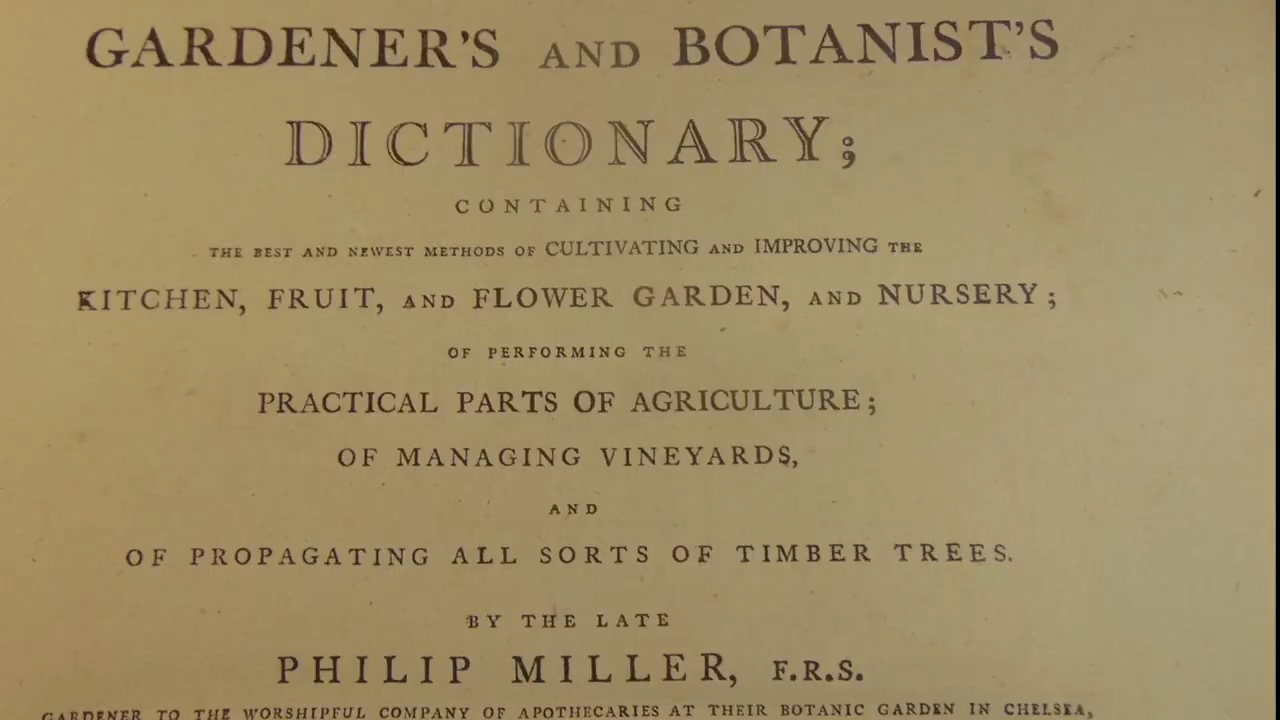 GARDENER'S AND BOTANIST'S
DICTIONARY;
CONTAINING
THE BEST AND NEWEST METHODS OF CULTIVATING AND IMPROVING THE
KITCHEN, FRUIT, AND FLOWER GARDEN, AND NURSERY;
OF PERFORMING THE
PRACTICAL PARTS OF AGRICULTURE;
OF MANAGING VINEYARDS,
AND
OF PROPAGATING ALL SORTS OF TIMBER TREES.
BY THE LATE
PHILIP MILLER, F.R.S.
GARDENER TO THE WORSHIPFUL COMPANY OF APOTHECARIES AT THEIR BOTANIC GARDEN IN CHELSEA,